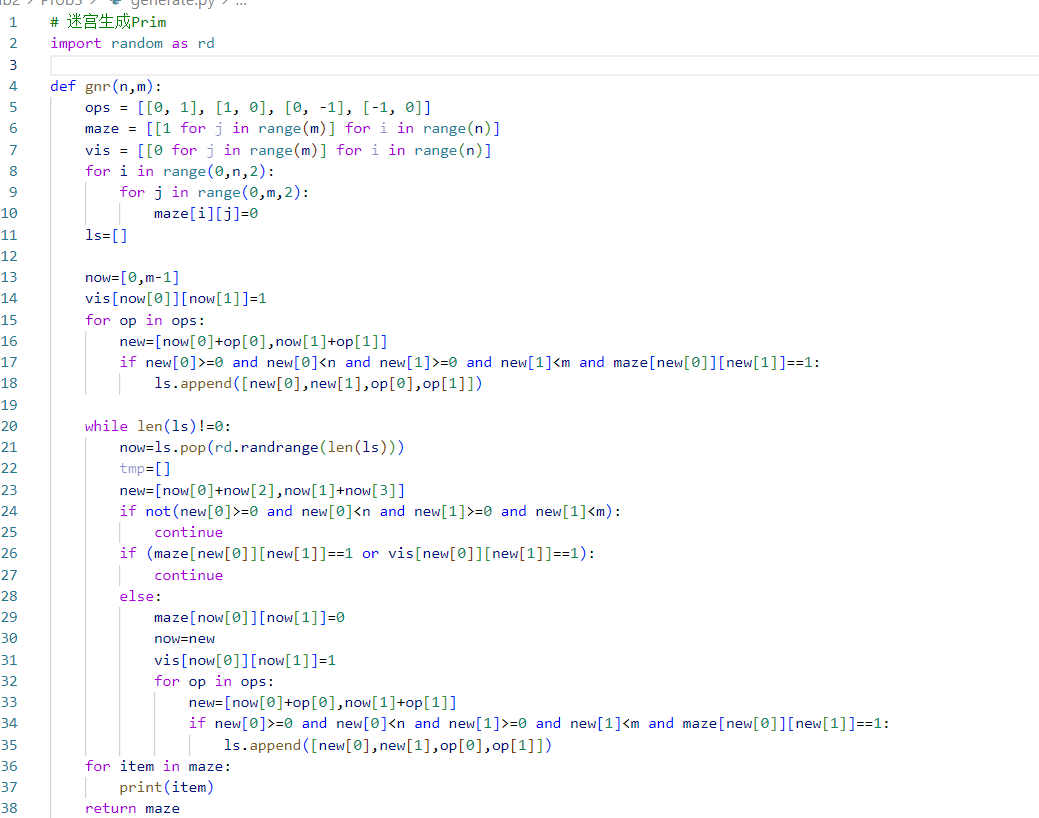 generate.py > ...
1 # 迷宫生成Prim
2 import random as rd
3
4 def gnr(n,m):
5     ops = [[0, 1], [1, 0], [0, -1], [-1, 0]]
6     maze = [[1 for j in range(m)] for i in range(n)]
7     vis = [[0 for j in range(m)] for i in range(n)]
8     for i in range(0,n,2):
9         for j in range(0,m,2):
10             maze[i][j]=0
11     ls=[]
12
13     now=[0,m-1]
14     vis[now[0]][now[1]]=1
15     for op in ops:
16         new=[now[0]+op[0],now[1]+op[1]]
17         if new[0]>=0 and new[0]<n and new[1]>=0 and new[1]<m and maze[new[0]][new[1]]==1:
18             ls.append([new[0],new[1],op[0],op[1]])
19
20     while len(ls)!=0:
21         now=ls.pop(rd.randrange(len(ls)))
22         tmp=[]
23         new=[now[0]+now[2],now[1]+now[3]]
24         if not(new[0]>=0 and new[0]<n and new[1]>=0 and new[1]<m):
25             continue
26         if (maze[new[0]][new[1]]==1 or vis[new[0]][new[1]]==1):
27             continue
28         else:
29             maze[now[0]][now[1]]=0
30             now=new
31             vis[now[0]][now[1]]=1
32             for op in ops:
33                 new=[now[0]+op[0],now[1]+op[1]]
34                 if new[0]>=0 and new[0]<n and new[1]>=0 and new[1]<m and maze[new[0]][new[1]]==1:
35                     ls.append([new[0],new[1],op[0],op[1]])
36     for item in maze:
37         print(item)
38     return maze